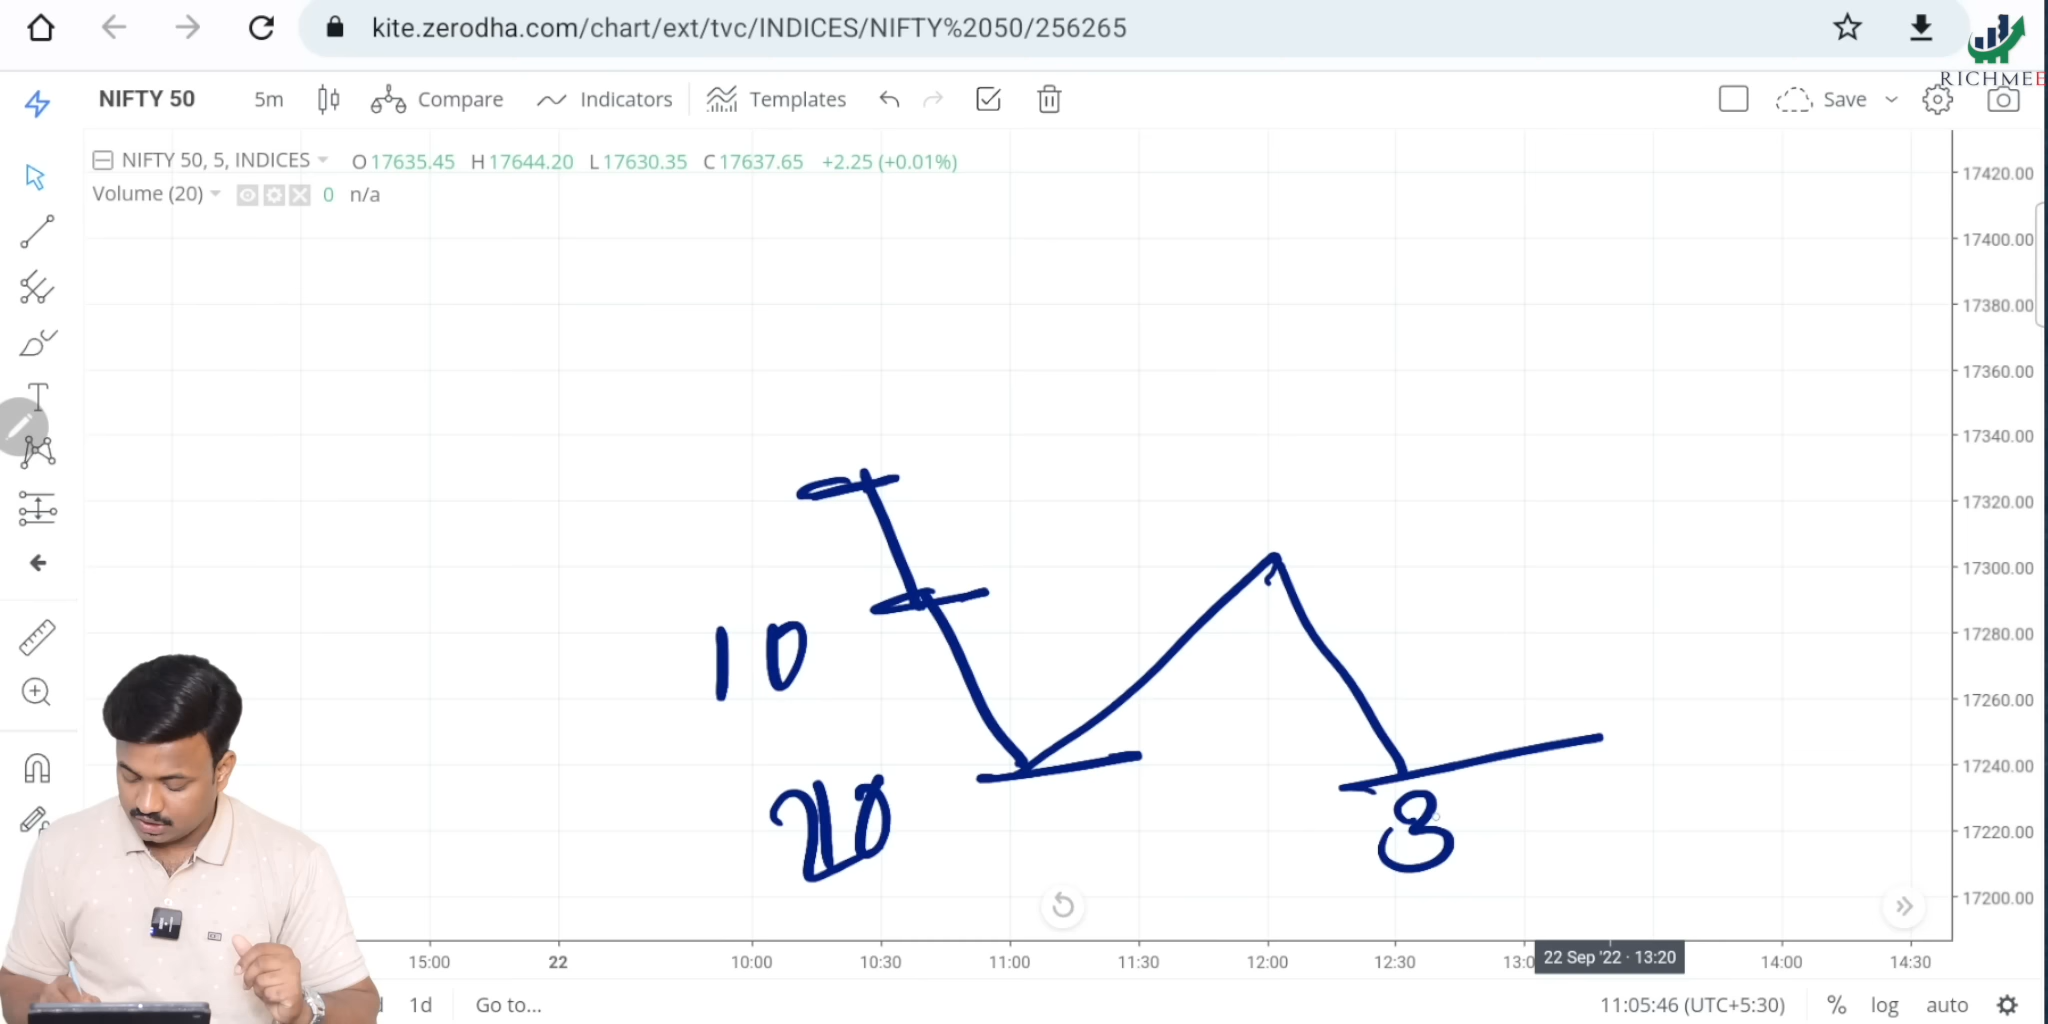 kite.zerodha.com/chart/ext/tvc/INDICES/NIFTY%2050/256265
RICHMEE
NIFTY 50 5m Compare Indicators Templates Save
NIFTY 50, 5, INDICES O 17635.45 H 17644.20 L 17630.35 C 17637.65 +2.25 (+0.01%)
Volume (20) 0 n/a
17420.00
17400.00
17380.00
17360.00
17340.00
17320.00
17300.00
17280.00
17260.00
17240.00
17220.00
17200.00
10
8
15:00 22 10:00 10:30 11:00 11:30 12:00 12:30 13:0 22 Sep '22 · 13:20 14:00 14:30
1d Go to... 11:05:46 (UTC+5:30) % log auto